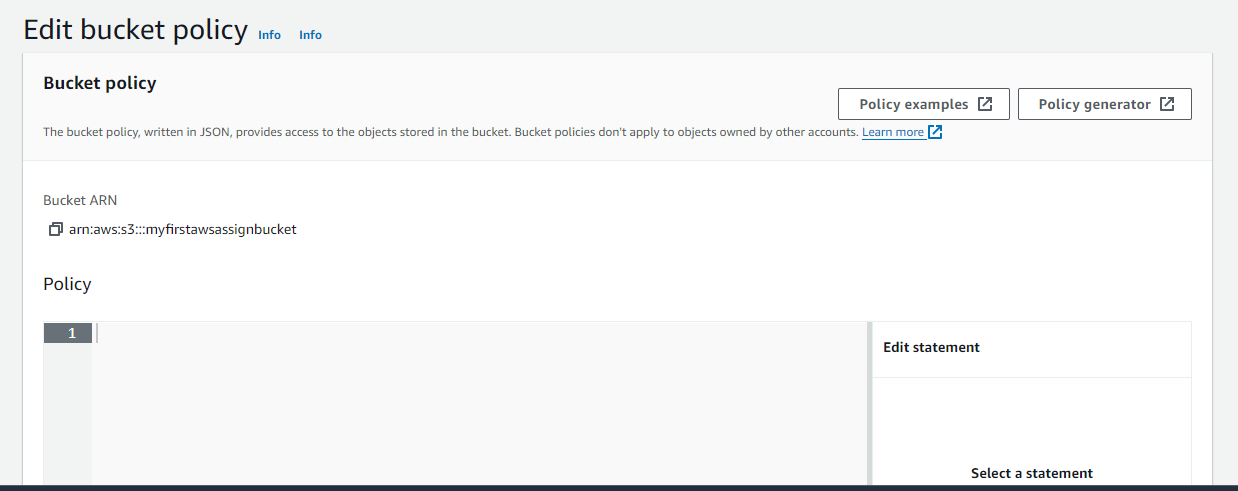 Edit bucket policy Info Info
Bucket policy
Policy examples
Policy generator
The bucket policy, written in JSON, provides access to the objects stored in the bucket. Bucket policies don't apply to objects owned by other accounts. Learn more
Bucket ARN
arn:aws:s3:::myfirstawsassignbucket
Policy
1
Edit statement
Select a statement